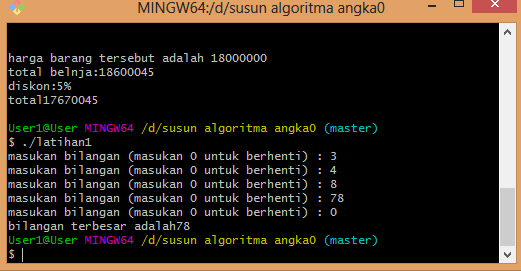 MINGW64:/d/susun algoritma angka0
harga barang tersebut adalah 18000000
total belnja:18600045
diskon:5%
total17670045
User1@User MINGW64 /d/susun algoritma angka0 (master)
$ ./latihan1
masukan bilangan (masukan 0 untuk berhenti) : 3
masukan bilangan (masukan 0 untuk berhenti) : 4
masukan bilangan (masukan 0 untuk berhenti) : 8
masukan bilangan (masukan 0 untuk berhenti) : 78
masukan bilangan (masukan 0 untuk berhenti) : 0
bilangan terbesar adalah78
User1@User MINGW64 /d/susun algoritma angka0 (master)
$